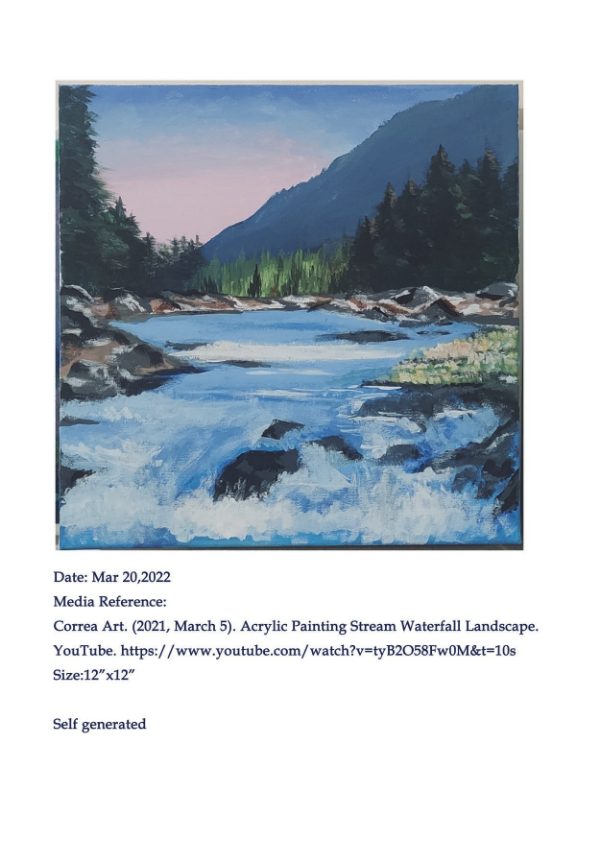 Date: Mar 20,2022
Media Reference:
Correa Art. (2021, March 5). Acrylic Painting Stream Waterfall Landscape.
YouTube. https://www.youtube.com/watch?v=tyB2O58Fw0M&t=10s
Size:12”x12”
Self generated